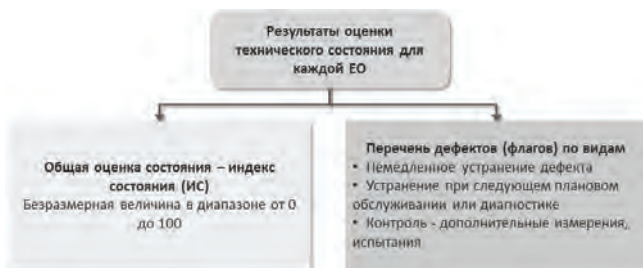 Результаты оценки
технического состояния для
каждой ЕО
Общая оценка состояния – индекс
состояния (ИС)
Безразмерная величина в диапазоне от 0
до 100
Перечень дефектов (флагов) по видам
• Немедленное устранение дефекта
• Устранение при следующем плановом
обслуживании или диагностике
• Контроль - дополнительные измерения,
испытания